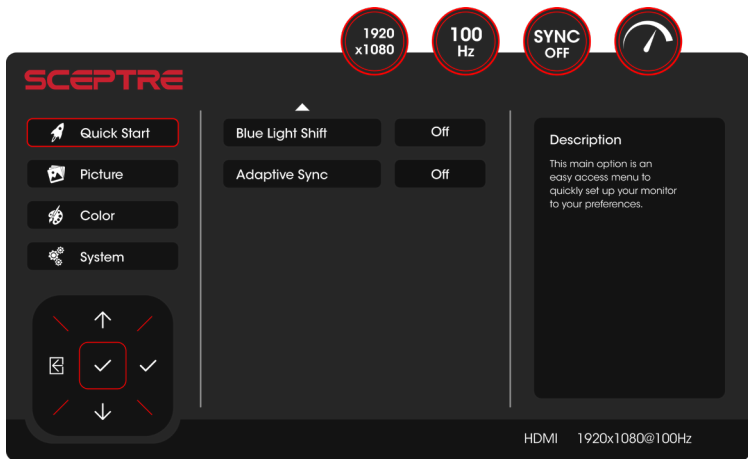 1920
x1080
100
Hz
SYNC
OFF
SCEPTRE
Quick Start
Picture
Color
System
Blue Light Shift Off
Adaptive Sync Off
Description
This main option is an
easy access menu to
quickly set up your monitor
to your preferences.
HDMI 1920x1080@100Hz